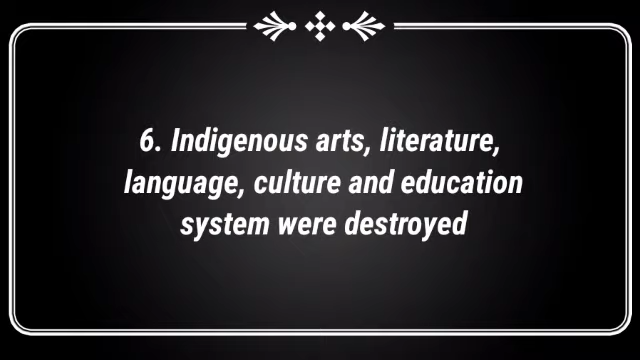 6. Indigenous arts, literature,
language, culture and education
system were destroyed